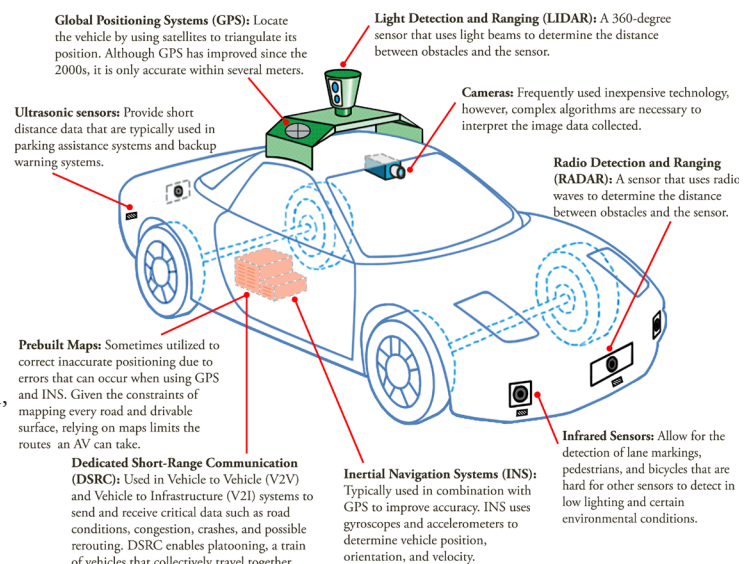 Global Positioning Systems (GPS): Locate
the vehicle by using satellites to triangulate its
position. Although GPS has improved since the
2000s, it is only accurate within several meters.
Light Detection and Ranging (LIDAR): A 360-degree
sensor that uses light beams to determine the distance
between obstacles and the sensor.
Cameras: Frequently used inexpensive technology,
however, complex algorithms are necessary to
interpret the image data collected.
Ultrasonic sensors: Provide short
distance data that are typically used in
parking assistance systems and backup
warning systems.
Radio Detection and Ranging
(RADAR): A sensor that uses radio
waves to determine the distance
between obstacles and the sensor.
Prebuilt Maps: Sometimes utilized to
correct inaccurate positioning due to
errors that can occur when using GPS
and INS. Given the constraints of
mapping every road and drivable
surface, relying on maps limits the
routes an AV can take.
Dedicated Short-Range Communication
(DSRC): Used in Vehicle to Vehicle (V2V)
and Vehicle to Infrastructure (V2I) systems to
send and receive critical data such as road
conditions, congestion, crashes, and possible
rerouting. DSRC enables platooning, a train
of vehicles that collectively travel together
Inertial Navigation Systems (INS):
Typically used in combination with
GPS to improve accuracy. INS uses
gyroscopes and accelerometers to
determine vehicle position,
orientation, and velocity.
Infrared Sensors: Allow for the
detection of lane markings,
pedestrians, and bicycles that are
hard for other sensors to detect in
low lighting and certain
environmental conditions.